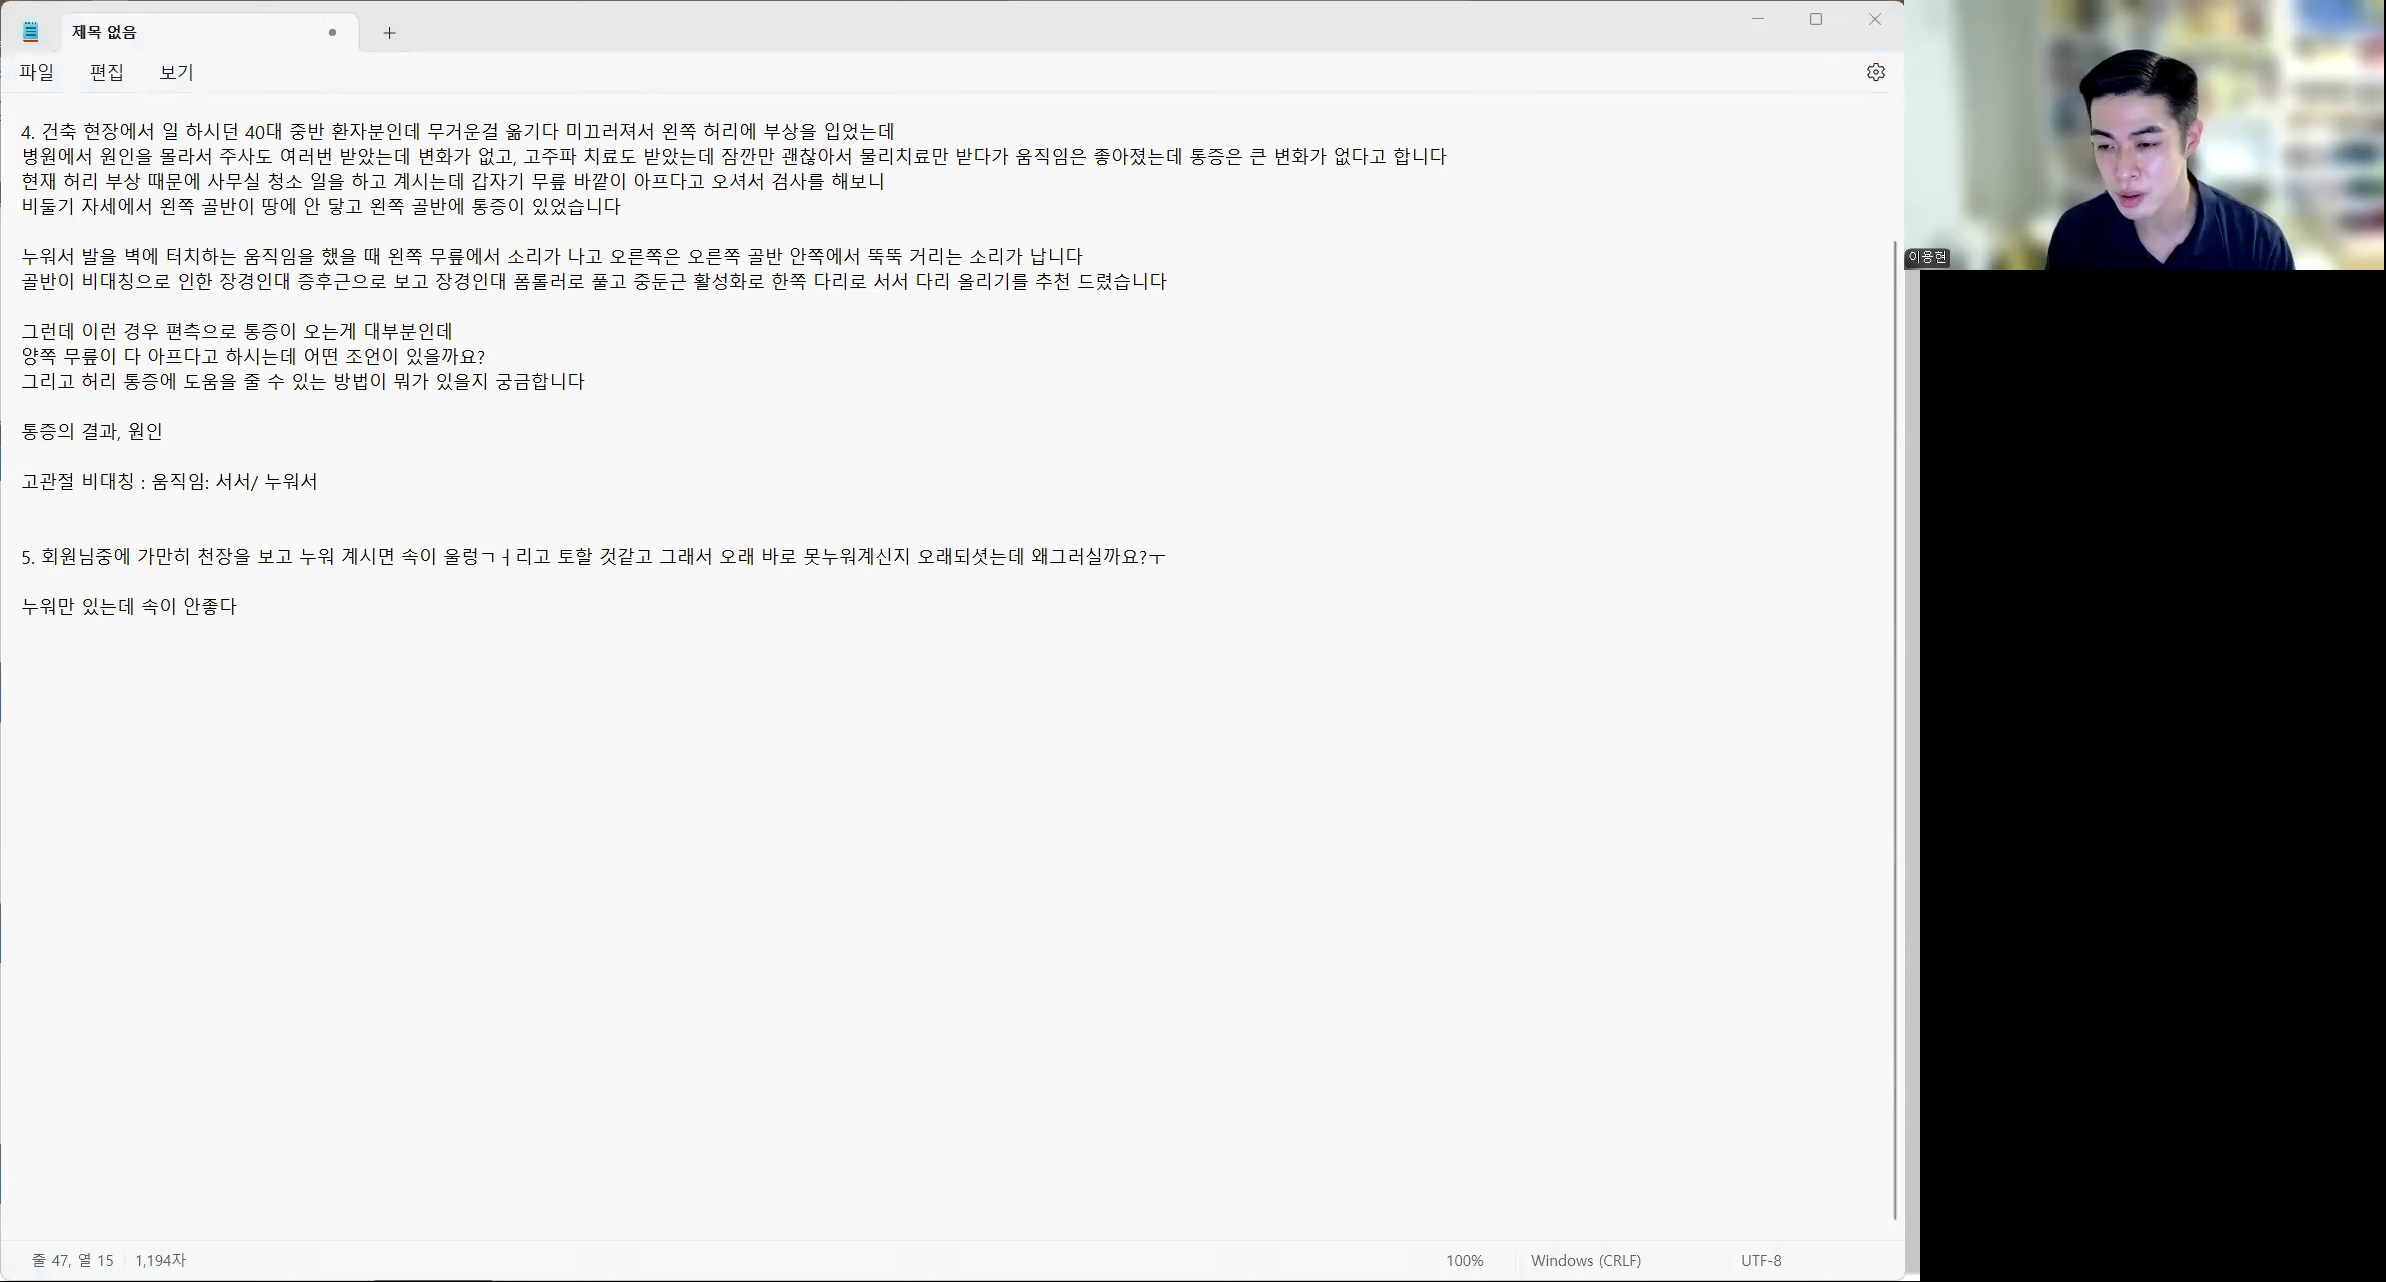 제목 없음
파일 편집 보기
4. 건축 현장에서 일 하시던 40대 중반 환자분인데 무거운걸 옮기다 미끄러져서 왼쪽 허리에 부상을 입었는데
병원에서 원인을 몰라서 주사도 여러번 받았는데 변화가 없고, 고주파 치료도 받았는데 잠깐만 괜찮아서 물리치료만 받다가 움직임은 좋아졌는데 통증은 큰 변화가 없다고 합니다
현재 허리 부상 때문에 사무실 청소 일을 하고 계시는데 갑자기 무릎 바깥이 아프다고 오셔서 검사를 해보니
비둘기 자세에서 왼쪽 골반이 땅에 안 닿고 왼쪽 골반에 통증이 있었습니다
누워서 발을 벽에 터치하는 움직임을 했을 때 왼쪽 무릎에서 소리가 나고 오른쪽은 오른쪽 골반 안쪽에서 뚝뚝 거리는 소리가 납니다
골반이 비대칭으로 인한 장경인대 증후근으로 보고 장경인대 폼롤러로 풀고 중둔근 활성화로 한쪽 다리로 서서 다리 올리기를 추천 드렸습니다
그런데 이런 경우 편측으로 통증이 오는게 대부분인데
양쪽 무릎이 다 아프다고 하시는데 어떤 조언이 있을까요?
그리고 허리 통증에 도움을 줄 수 있는 방법이 뭐가 있을지 궁금합니다
통증의 결과, 원인
고관절 비대칭 : 움직임: 서서/ 누워서
5. 회원님중에 가만히 천장을 보고 누워 계시면 속이 울렁ㄱㅓ리고 토할 것같고 그래서 오래 바로 못누워계신지 오래되셧는데 왜그러실까요?ㅜ
누워만 있는데 속이 안좋다
줄 47, 열 15 1,194자 100% Windows (CRLF) UTF-8
이용현